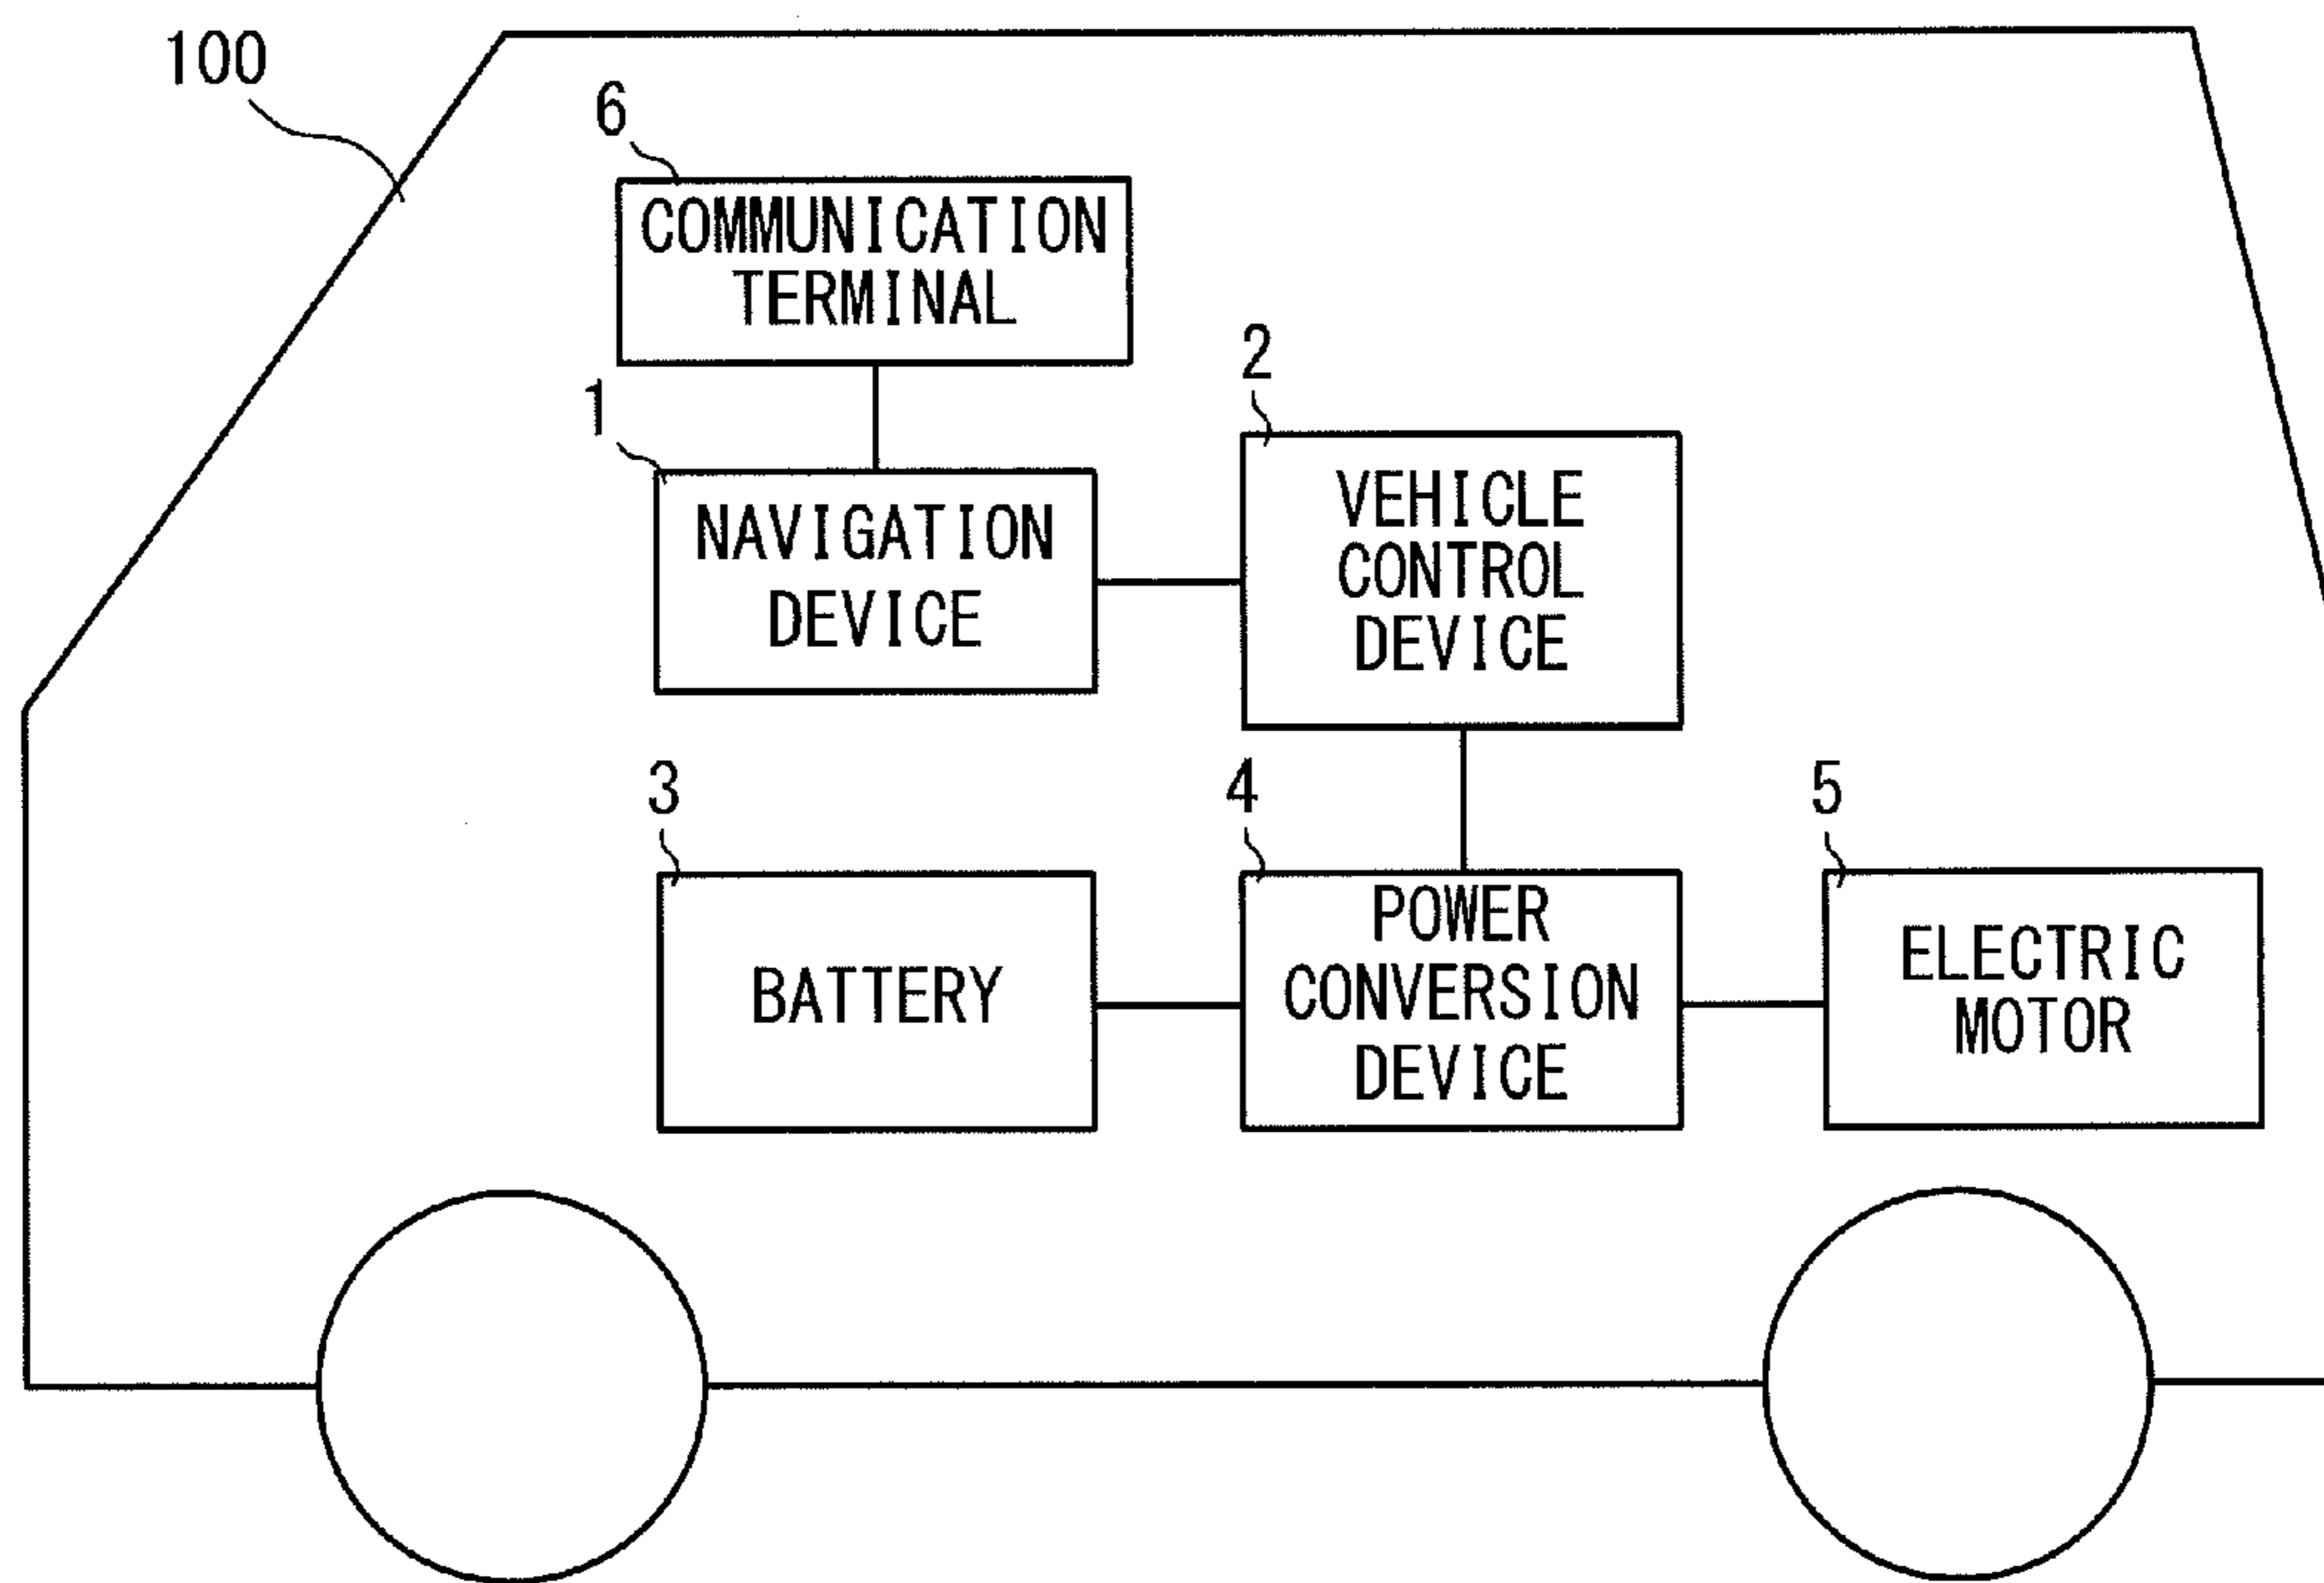 100
6
COMMUNICATION
TERMINAL
1
NAVIGATION
DEVICE
2
VEHICLE
CONTROL
DEVICE
3
BATTERY
4
POWER
CONVERSION
DEVICE
5
ELECTRIC
MOTOR